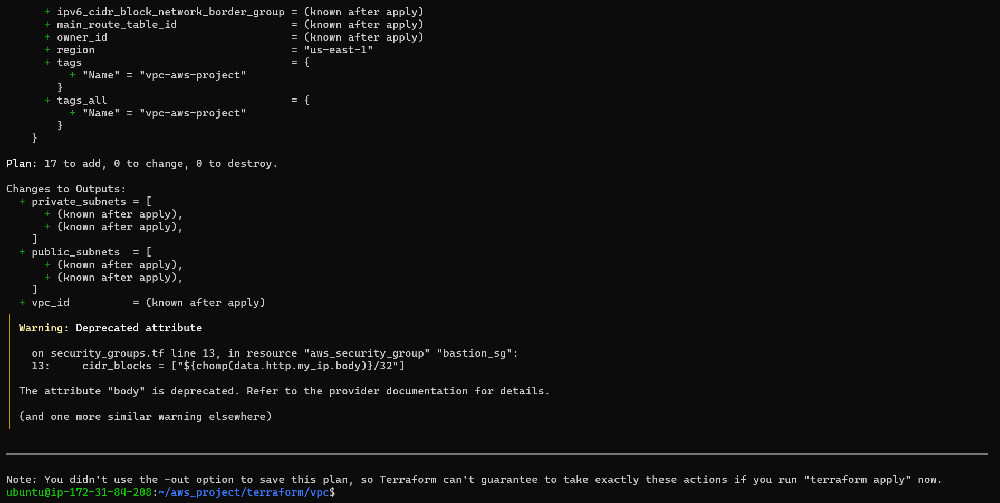 + ipv6_cidr_block_network_border_group = (known after apply)
      + main_route_table_id                  = (known after apply)
      + owner_id                             = (known after apply)
      + region                               = "us-east-1"
      + tags                                 = {
          + "Name" = "vpc-aws-project"
        }
      + tags_all                             = {
          + "Name" = "vpc-aws-project"
        }
    }

Plan: 17 to add, 0 to change, 0 to destroy.

Changes to Outputs:
  + private_subnets = [
      + (known after apply),
      + (known after apply),
    ]
  + public_subnets  = [
      + (known after apply),
      + (known after apply),
    ]
  + vpc_id          = (known after apply)

  Warning: Deprecated attribute

    on security_groups.tf line 13, in resource "aws_security_group" "bastion_sg":
    13:     cidr_blocks = ["${chomp(data.http.my_ip.body)}/32"]

  The attribute "body" is deprecated. Refer to the provider documentation for details.

  (and one more similar warning elsewhere)

Note: You didn't use the -out option to save this plan, so Terraform can't guarantee to take exactly these actions if you run "terraform apply" now.
ubuntu@ip-172-31-84-208:~/aws_project/terraform/vpc$